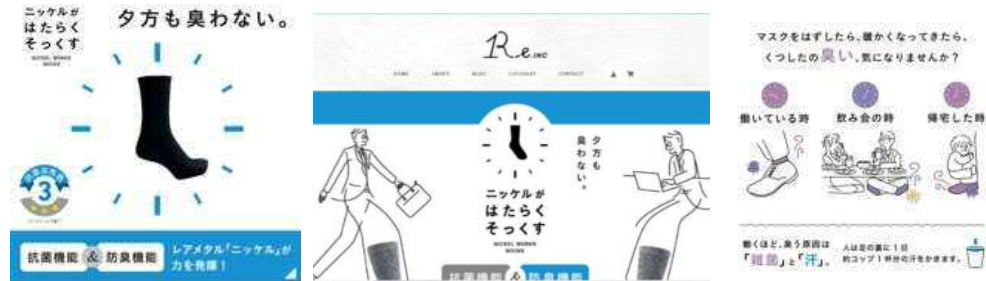 ニッケルが
はたらく
そっくす
NICKEL WORKS
SOCKS
夕方も臭わない。
3
抗菌機能 & 防臭機能
レアメタル「ニッケル」が
力を発揮！
Re.INC
HOME ABOUT BLOG CATEGORY CONTACT
夕方も
臭わない。
ニッケルが
はたらく
そっくす
NICKEL WORKS
SOCKS
抗菌機能 & 防臭機能
マスクをはずしたら、暖かくなってきたら、
くつしたの臭い、気になりませんか？
働いている時
飲み会の時
帰宅した時
働くほど、臭う原因は
「雑菌」と「汗」。
人は足の裏に1日
約コップ1杯分の汗をかきます。